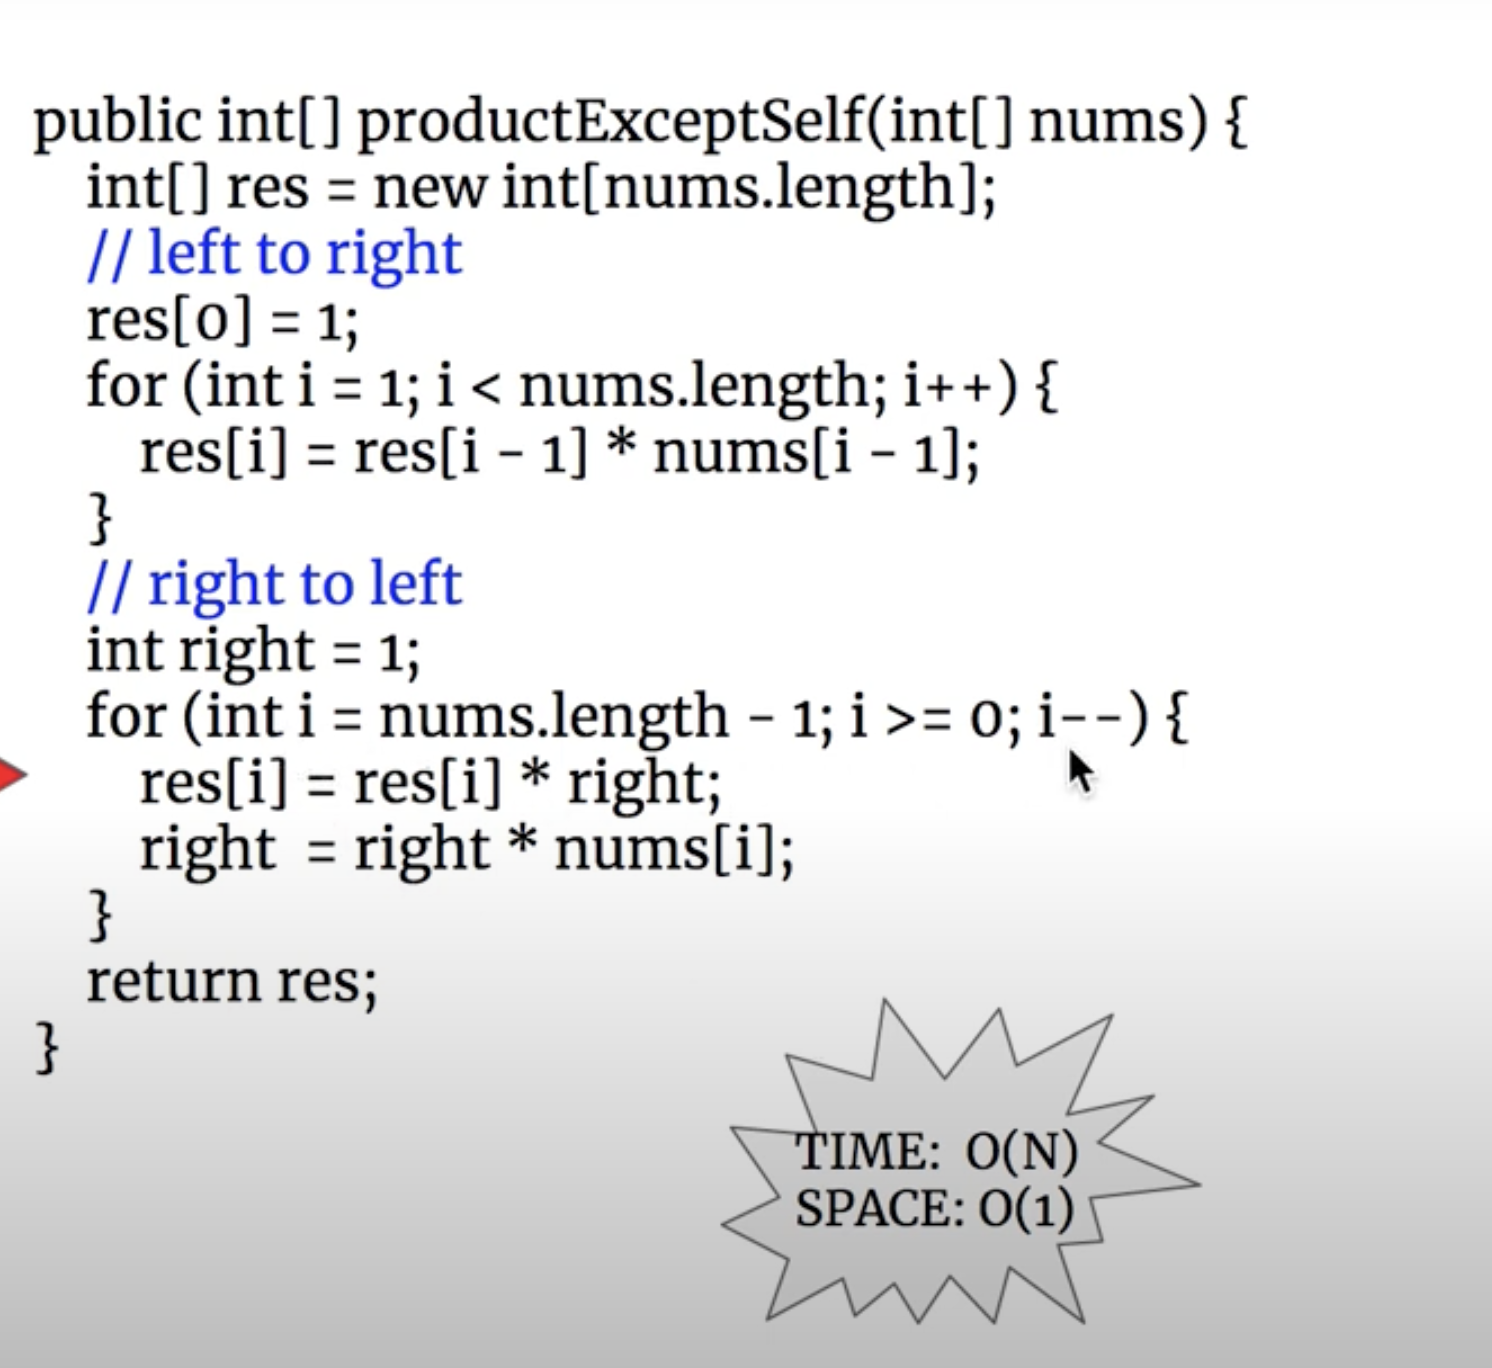 public int[] productExceptSelf(int[] nums) {
int[] res = new int[nums.length];
// left to right
res[0] = 1;
for (int i = 1; i < nums.length; i++) {
res[i] = res[i - 1] * nums[i - 1];
}
// right to left
int right = 1;
for (int i = nums.length - 1; i >= 0; i--) {
res[i] = res[i] * right;
right  = right * nums[i];
}
return res;
}
TIME:  O(N)
SPACE: O(1)